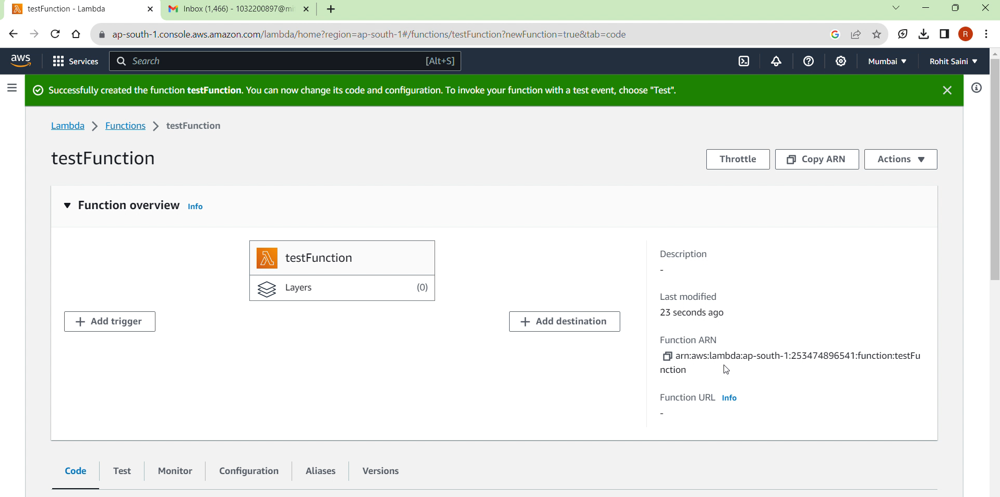 testFunction - Lambda
Inbox (1,466) - 1032200897@mi
ap-south-1.console.aws.amazon.com/lambda/home?region=ap-south-1#/functions/testFunction?newFunction=true&tab=code
R
aws
Services
Search
[Alt+S]
Mumbai
Rohit Saini
Successfully created the function testFunction. You can now change its code and configuration. To invoke your function with a test event, choose "Test".
Lambda
Functions
testFunction
testFunction
Throttle
Copy ARN
Actions
Function overview
Info
testFunction
Layers
(0)
Add trigger
Add destination
Description
-
Last modified
23 seconds ago
Function ARN
arn:aws:lambda:ap-south-1:253474896541:function:testFu
nction
Function URL
Info
-
Code
Test
Monitor
Configuration
Aliases
Versions